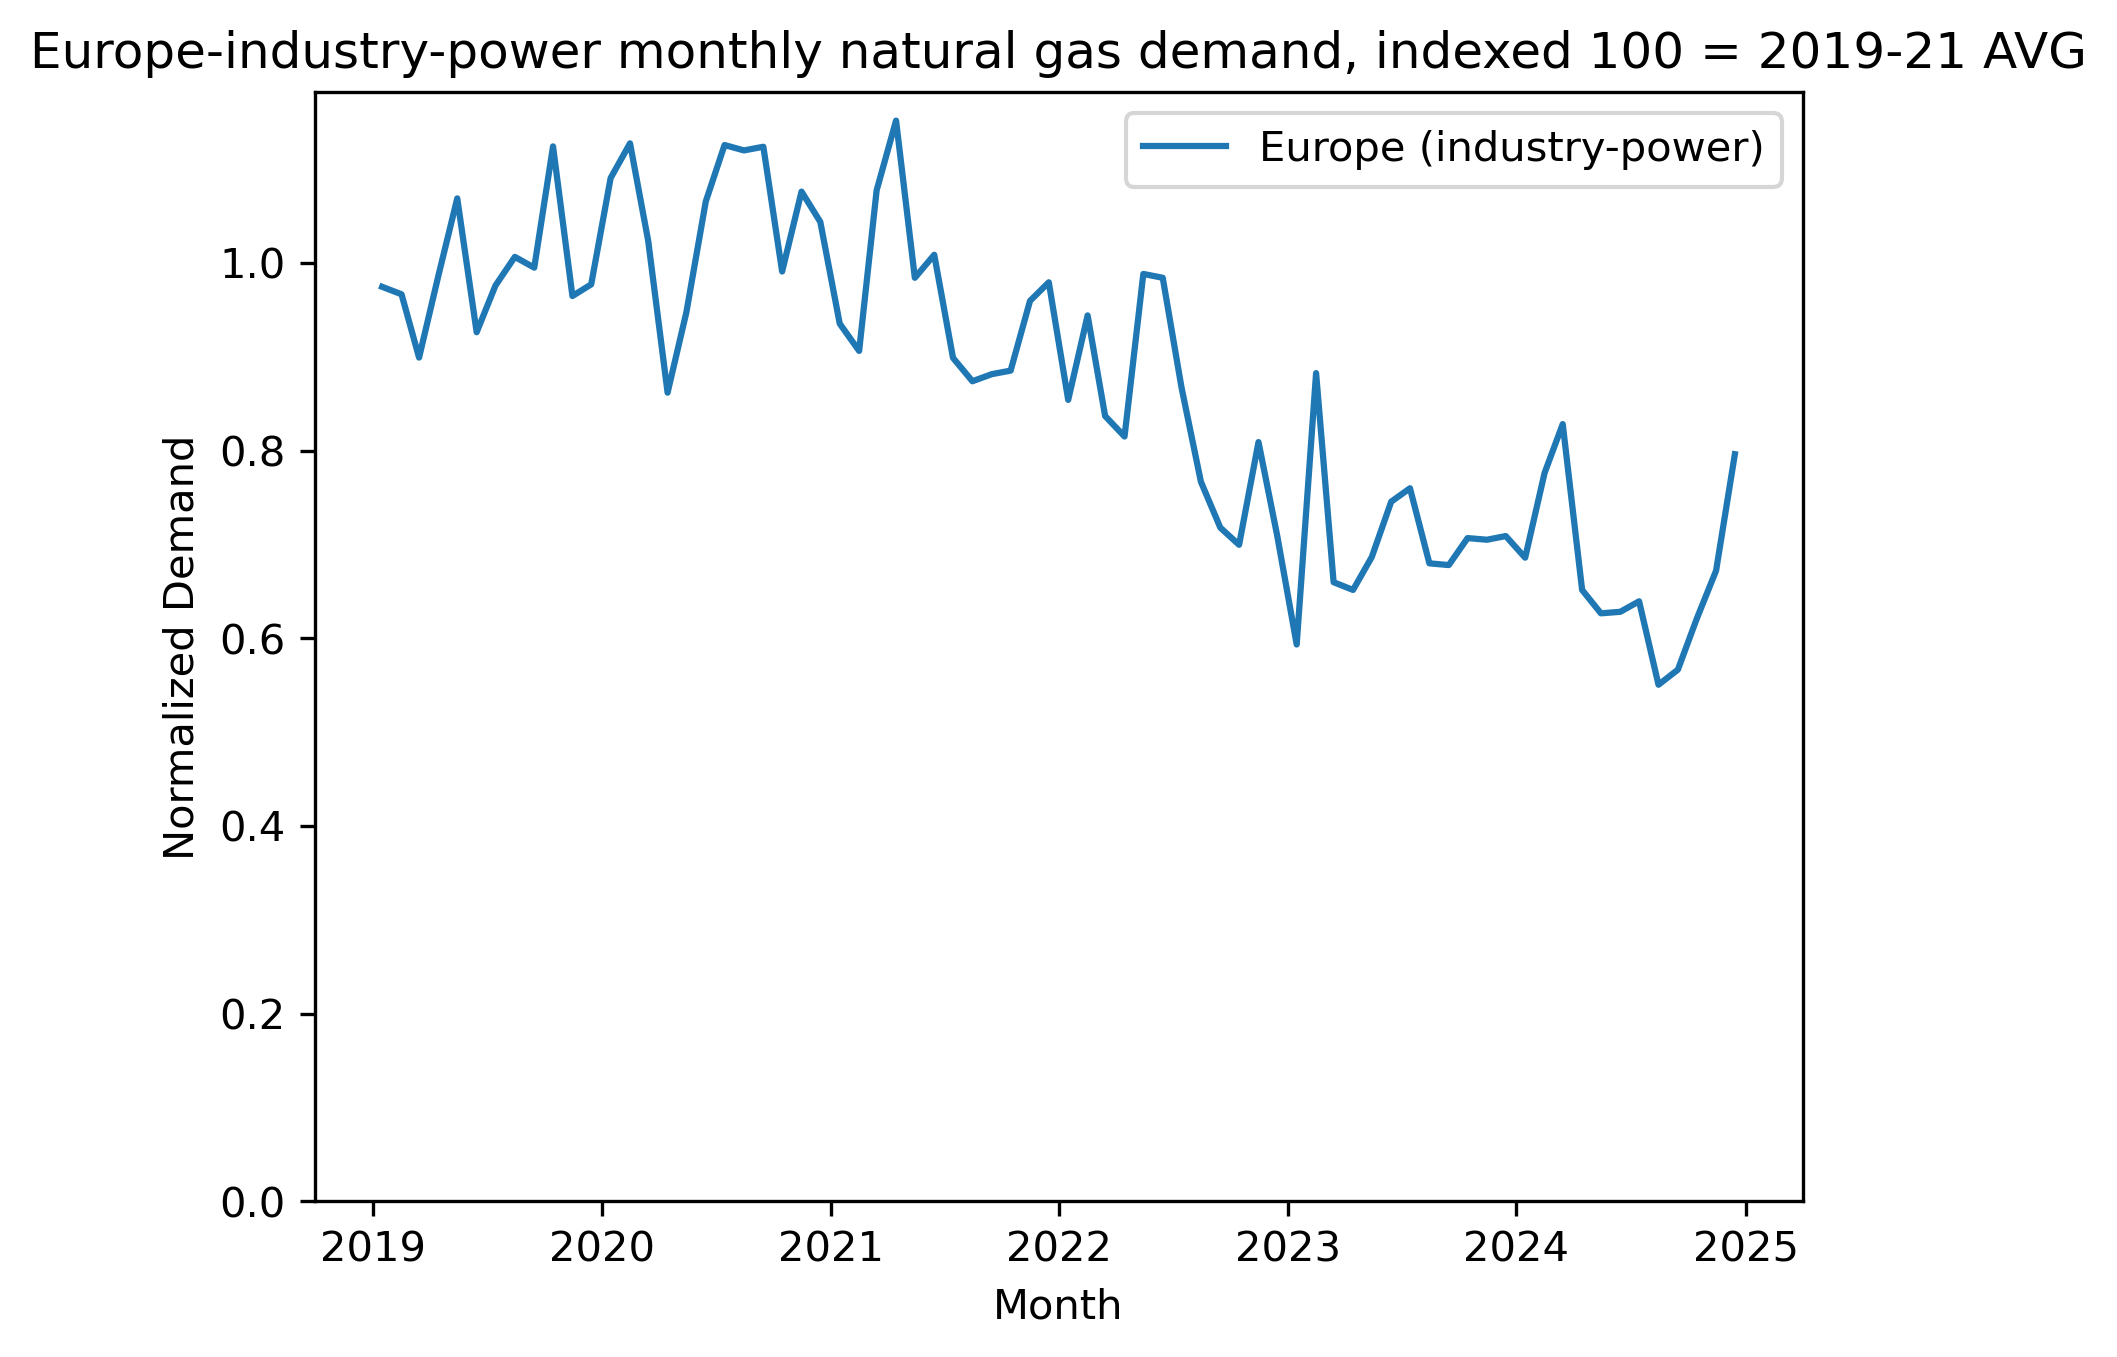 Europe-industry-power monthly natural gas demand, indexed 100 = 2019-21 AVG
Europe (industry-power)
Normalized Demand
1.0
0.8
0.6
0.4
0.2
0.0
2019 2020 2021 2022 2023 2024 2025
Month